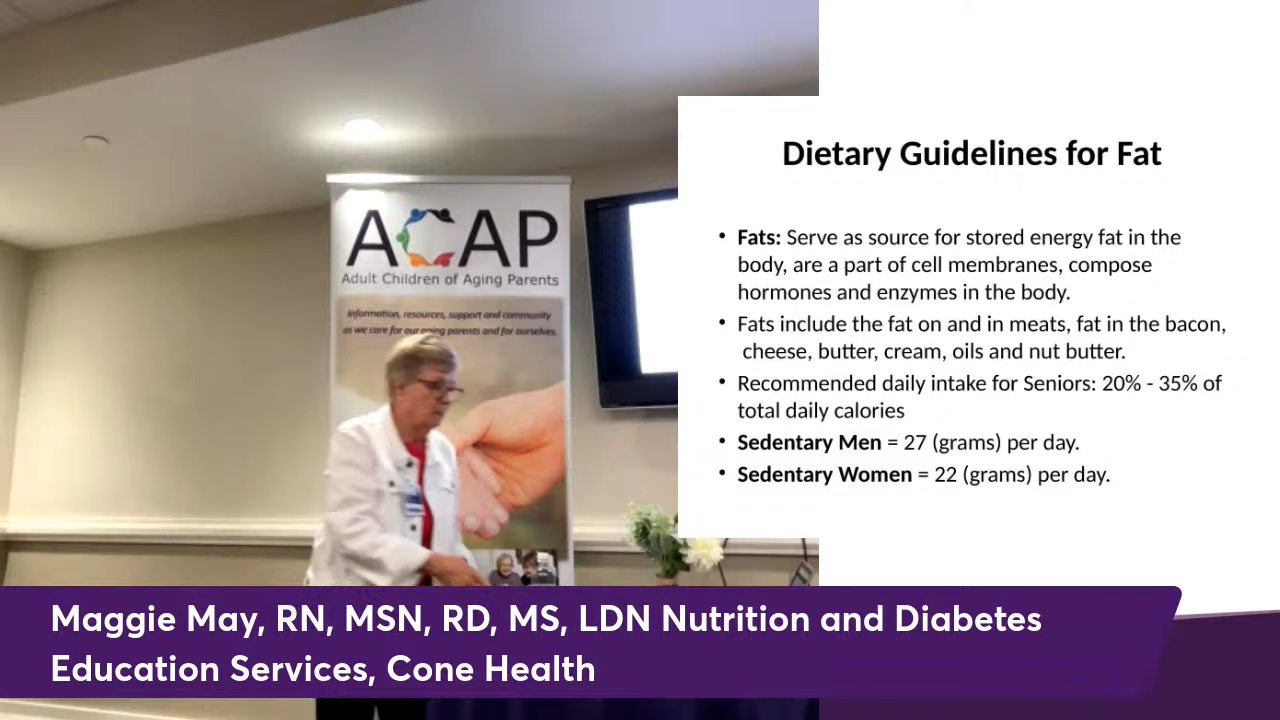 ACAP
Adult Children of Aging Parents
Information, resources, support and community
as we care for our aging parents and for ourselves.
Dietary Guidelines for Fat
• Fats: Serve as source for stored energy fat in the
body, are a part of cell membranes, compose
hormones and enzymes in the body.
• Fats include the fat on and in meats, fat in the bacon,
cheese, butter, cream, oils and nut butter.
• Recommended daily intake for Seniors: 20% - 35% of
total daily calories
• Sedentary Men = 27 (grams) per day.
• Sedentary Women = 22 (grams) per day.
Maggie May, RN, MSN, RD, MS, LDN Nutrition and Diabetes
Education Services, Cone Health